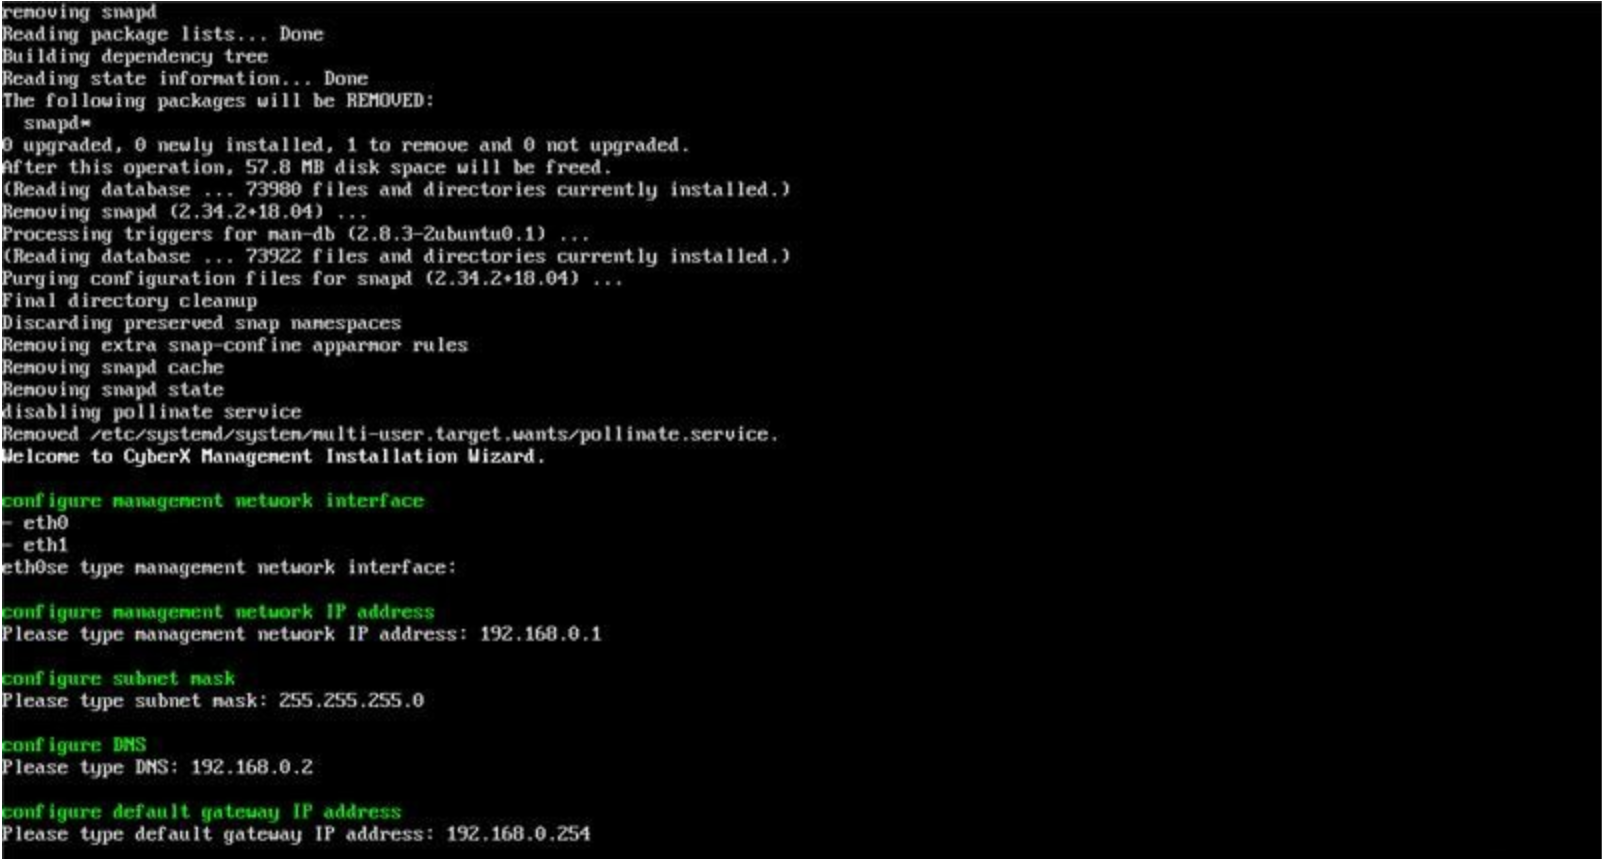 removing snapd
Reading package lists... Done
Building dependency tree
Reading state information... Done
The following packages will be REMOVED:
snapd*
0 upgraded, 0 newly installed, 1 to remove and 0 not upgraded.
After this operation, 57.8 MB disk space will be freed.
(Reading database ... 73980 files and directories currently installed.)
Removing snapd (2.34.2+18.04) ...
Processing triggers for man-db (2.8.3-2ubuntu0.1) ...
(Reading database ... 73922 files and directories currently installed.)
Purging configuration files for snapd (2.34.2+18.04) ...
Final directory cleanup
Discarding preserved snap namespaces
Removing extra snap-confine apparmor rules
Removing snapd cache
Removing snapd state
disabling pollinate service
Removed /etc/systemd/system/multi-user.target.wants/pollinate.service.
Welcome to CyberX Management Installation Wizard.
configure management network interface
- eth0
- eth1
eth0se type management network interface:
configure management network IP address
Please type management network IP address: 192.168.0.1
configure subnet mask
Please type subnet mask: 255.255.255.0
configure DNS
Please type DNS: 192.168.0.2
configure default gateway IP address
Please type default gateway IP address: 192.168.0.254